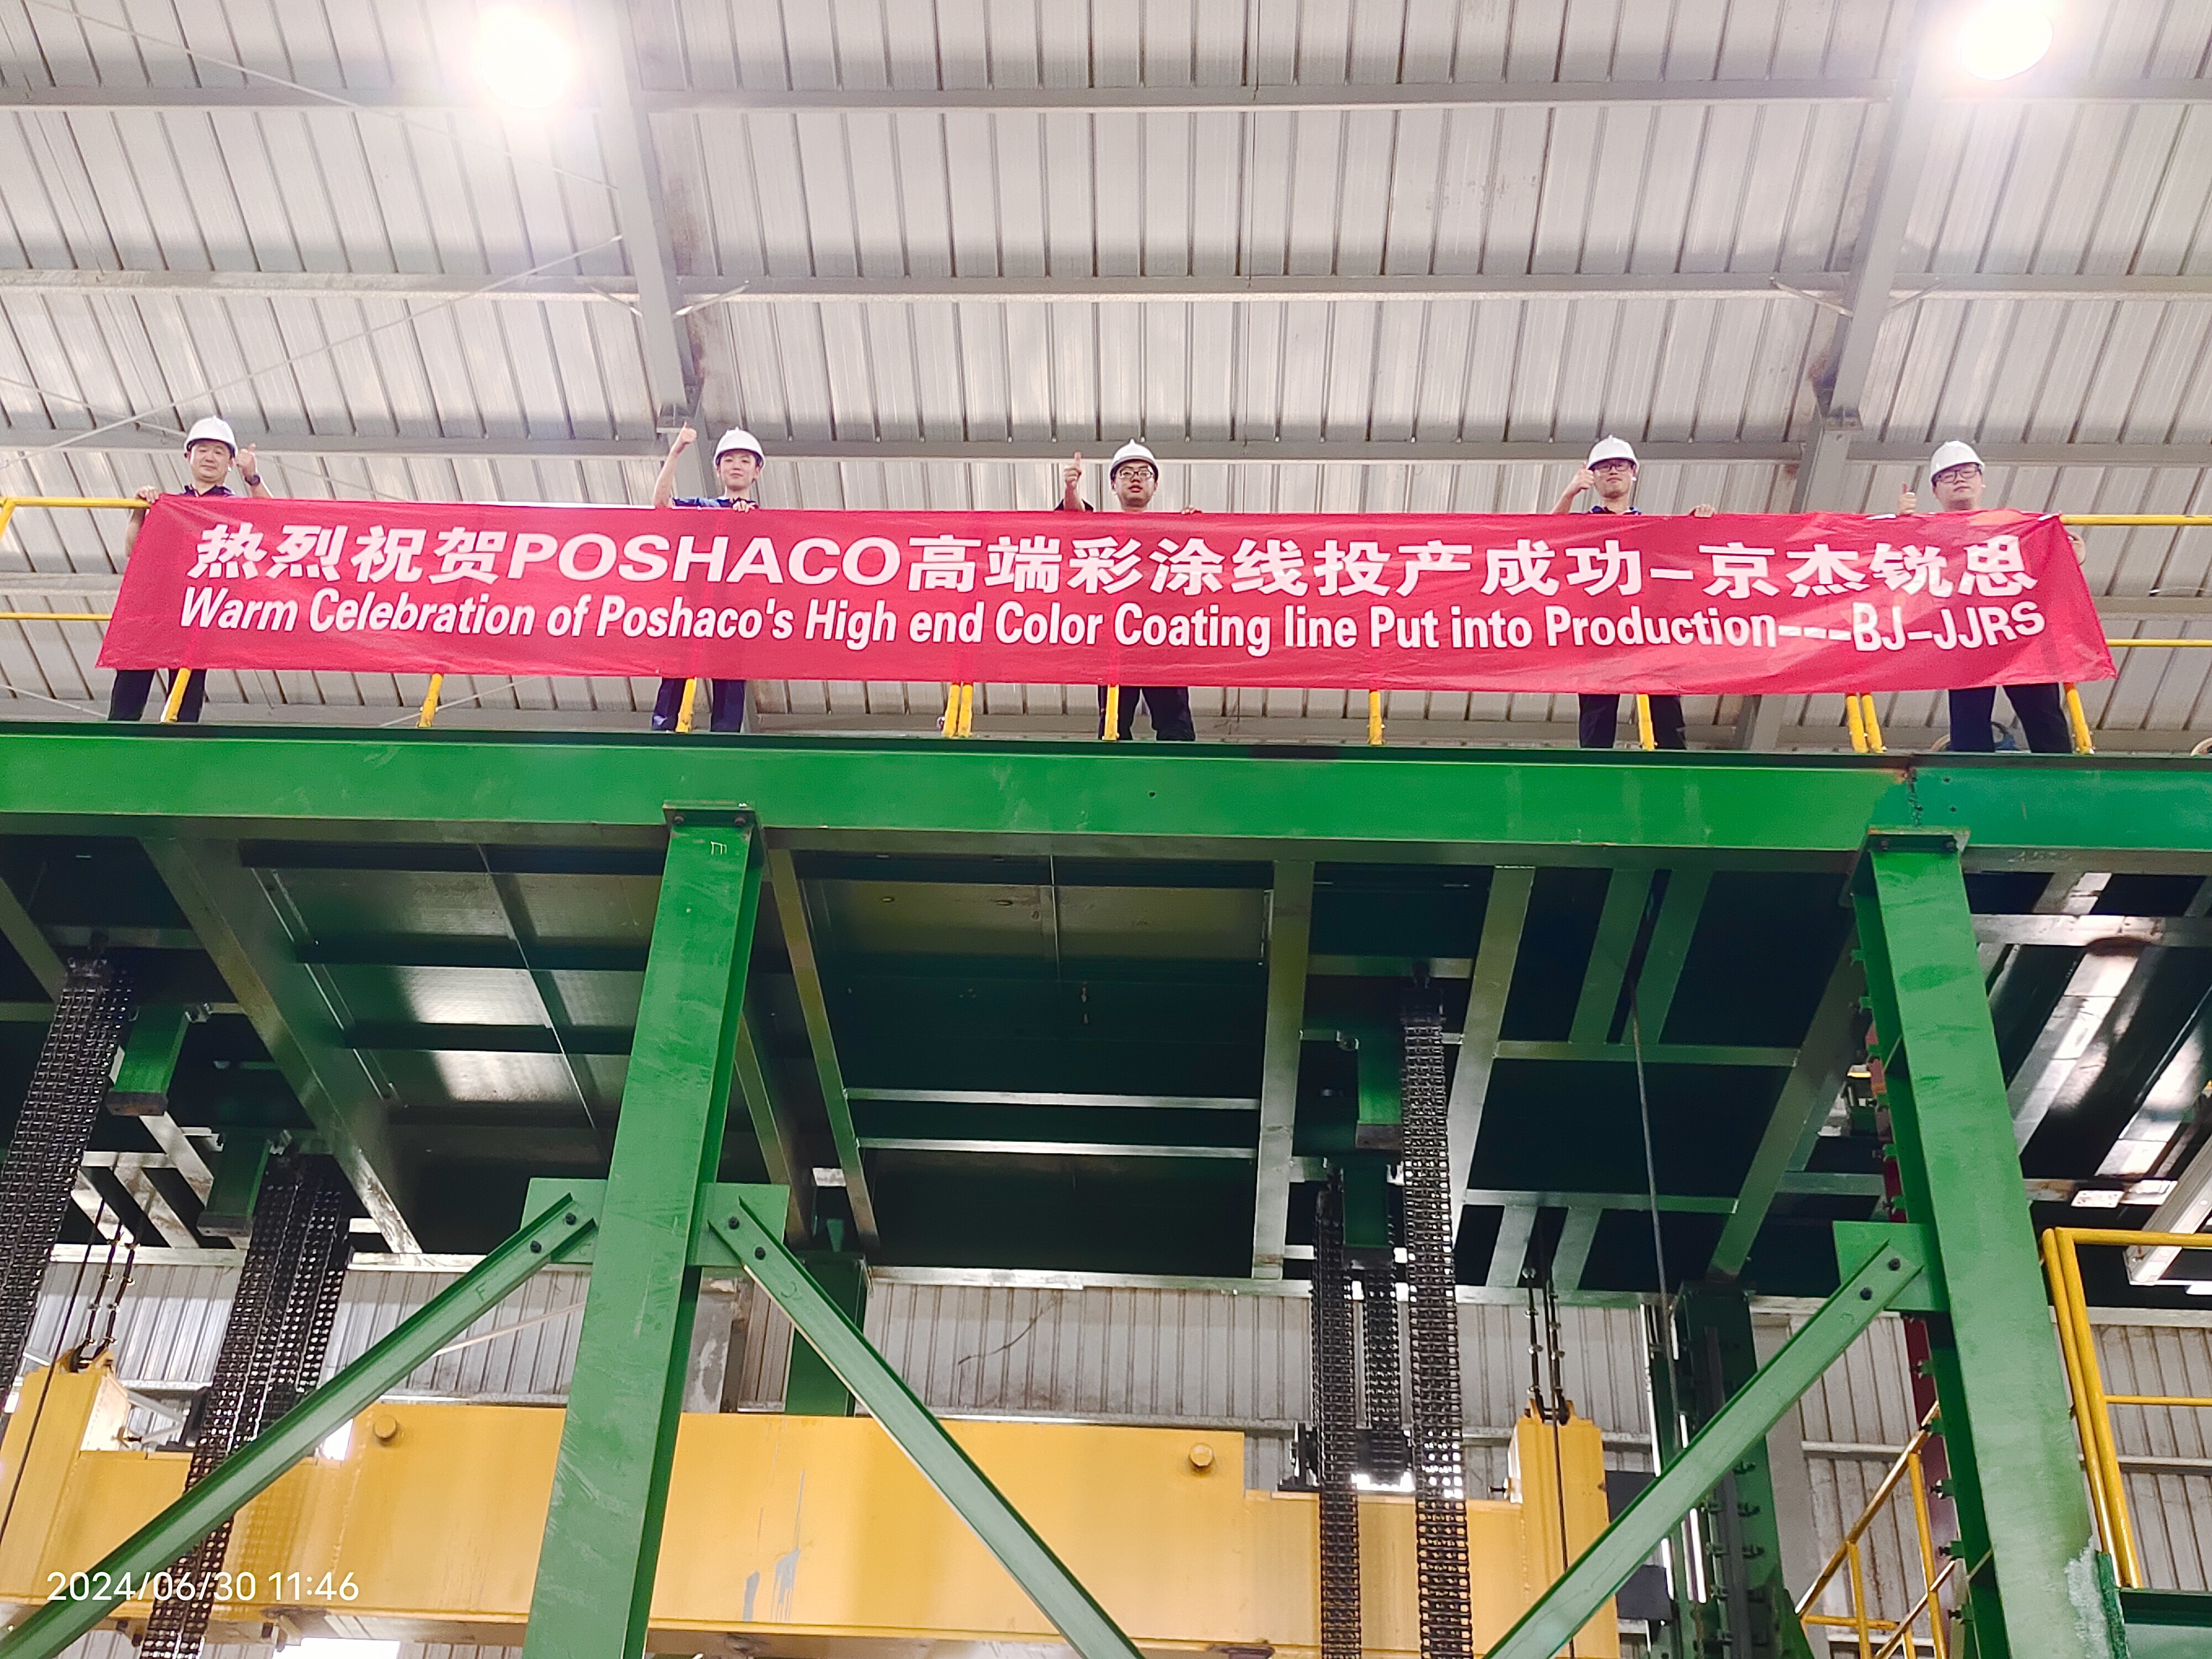 热烈祝贺POSHACO高端彩涂线投产成功-京杰锐思
Warm Celebration of Poshaco's High end Color Coating line Put into Production---BJ-JJRS
2024/06/30 11:46